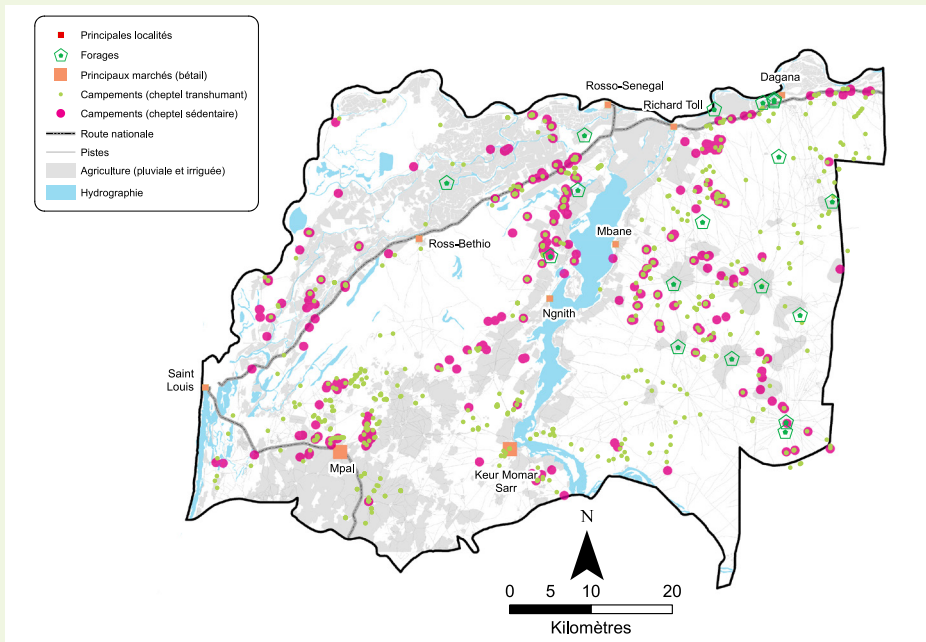 Principales localités
Forages
Principaux marchés (bétail)
Campements (cheptel transhumant)
Campements (cheptel sédentaire)
Route nationale
Pistes
Agriculture (pluviale et irriguée)
Hydrographie
Dagana
Rosso-Senegal
Richard Toll
Mbane
Ross-Bethio
Ngnith
Saint
Louis
Mpal
Keur Momar
Sarr
N
0 5 10 20
Kilomètres